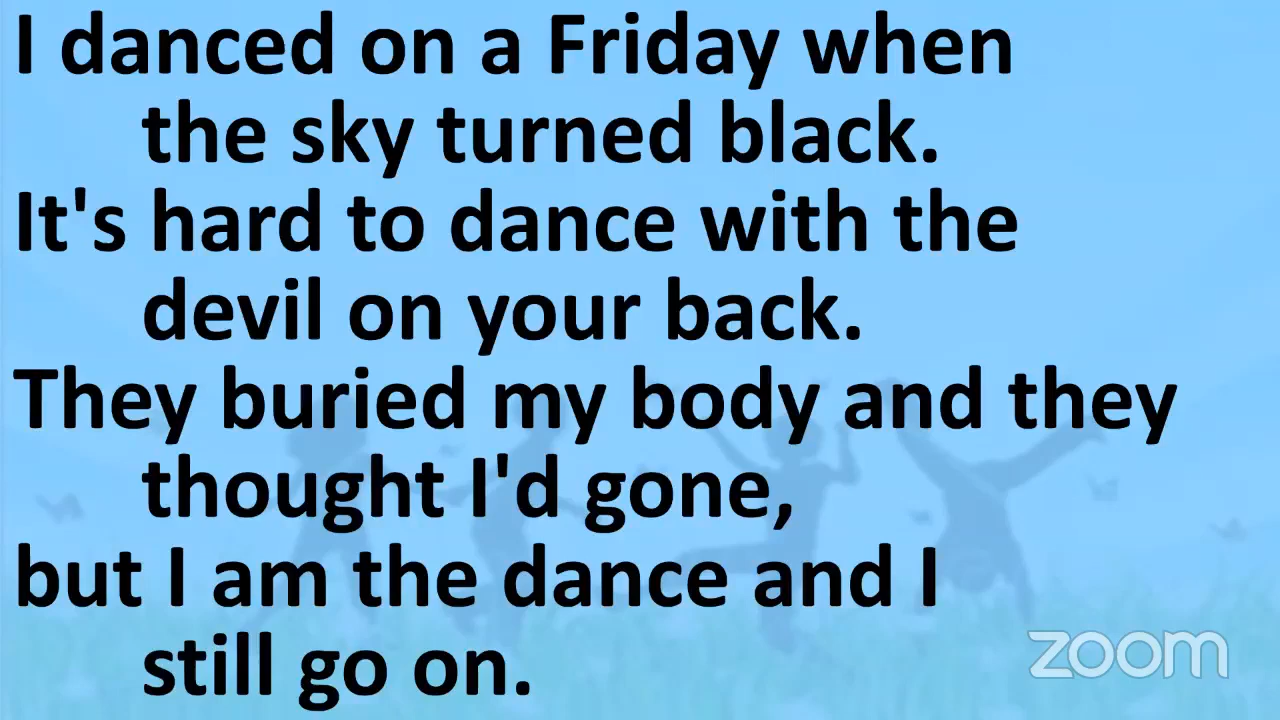 I danced on a Friday when
the sky turned black.
It's hard to dance with the
devil on your back.
They buried my body and they
thought I'd gone,
but I am the dance and I
still go on.
zoom